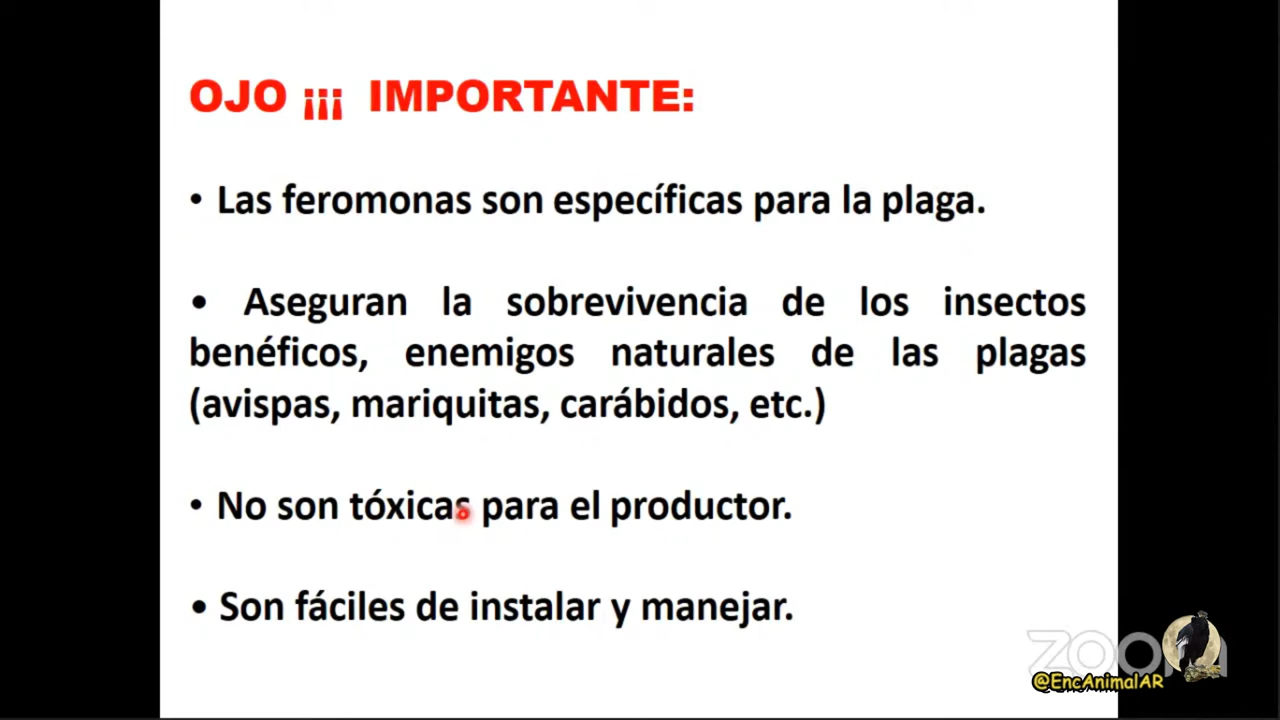 OJO ¡¡¡ IMPORTANTE:
• Las feromonas son específicas para la plaga.
• Aseguran la sobrevivencia de los insectos
benéficos, enemigos naturales de las plagas
(avispas, mariquitas, carábidos, etc.)
• No son tóxicas para el productor.
• Son fáciles de instalar y manejar.
zoom
@EncAnimalAR